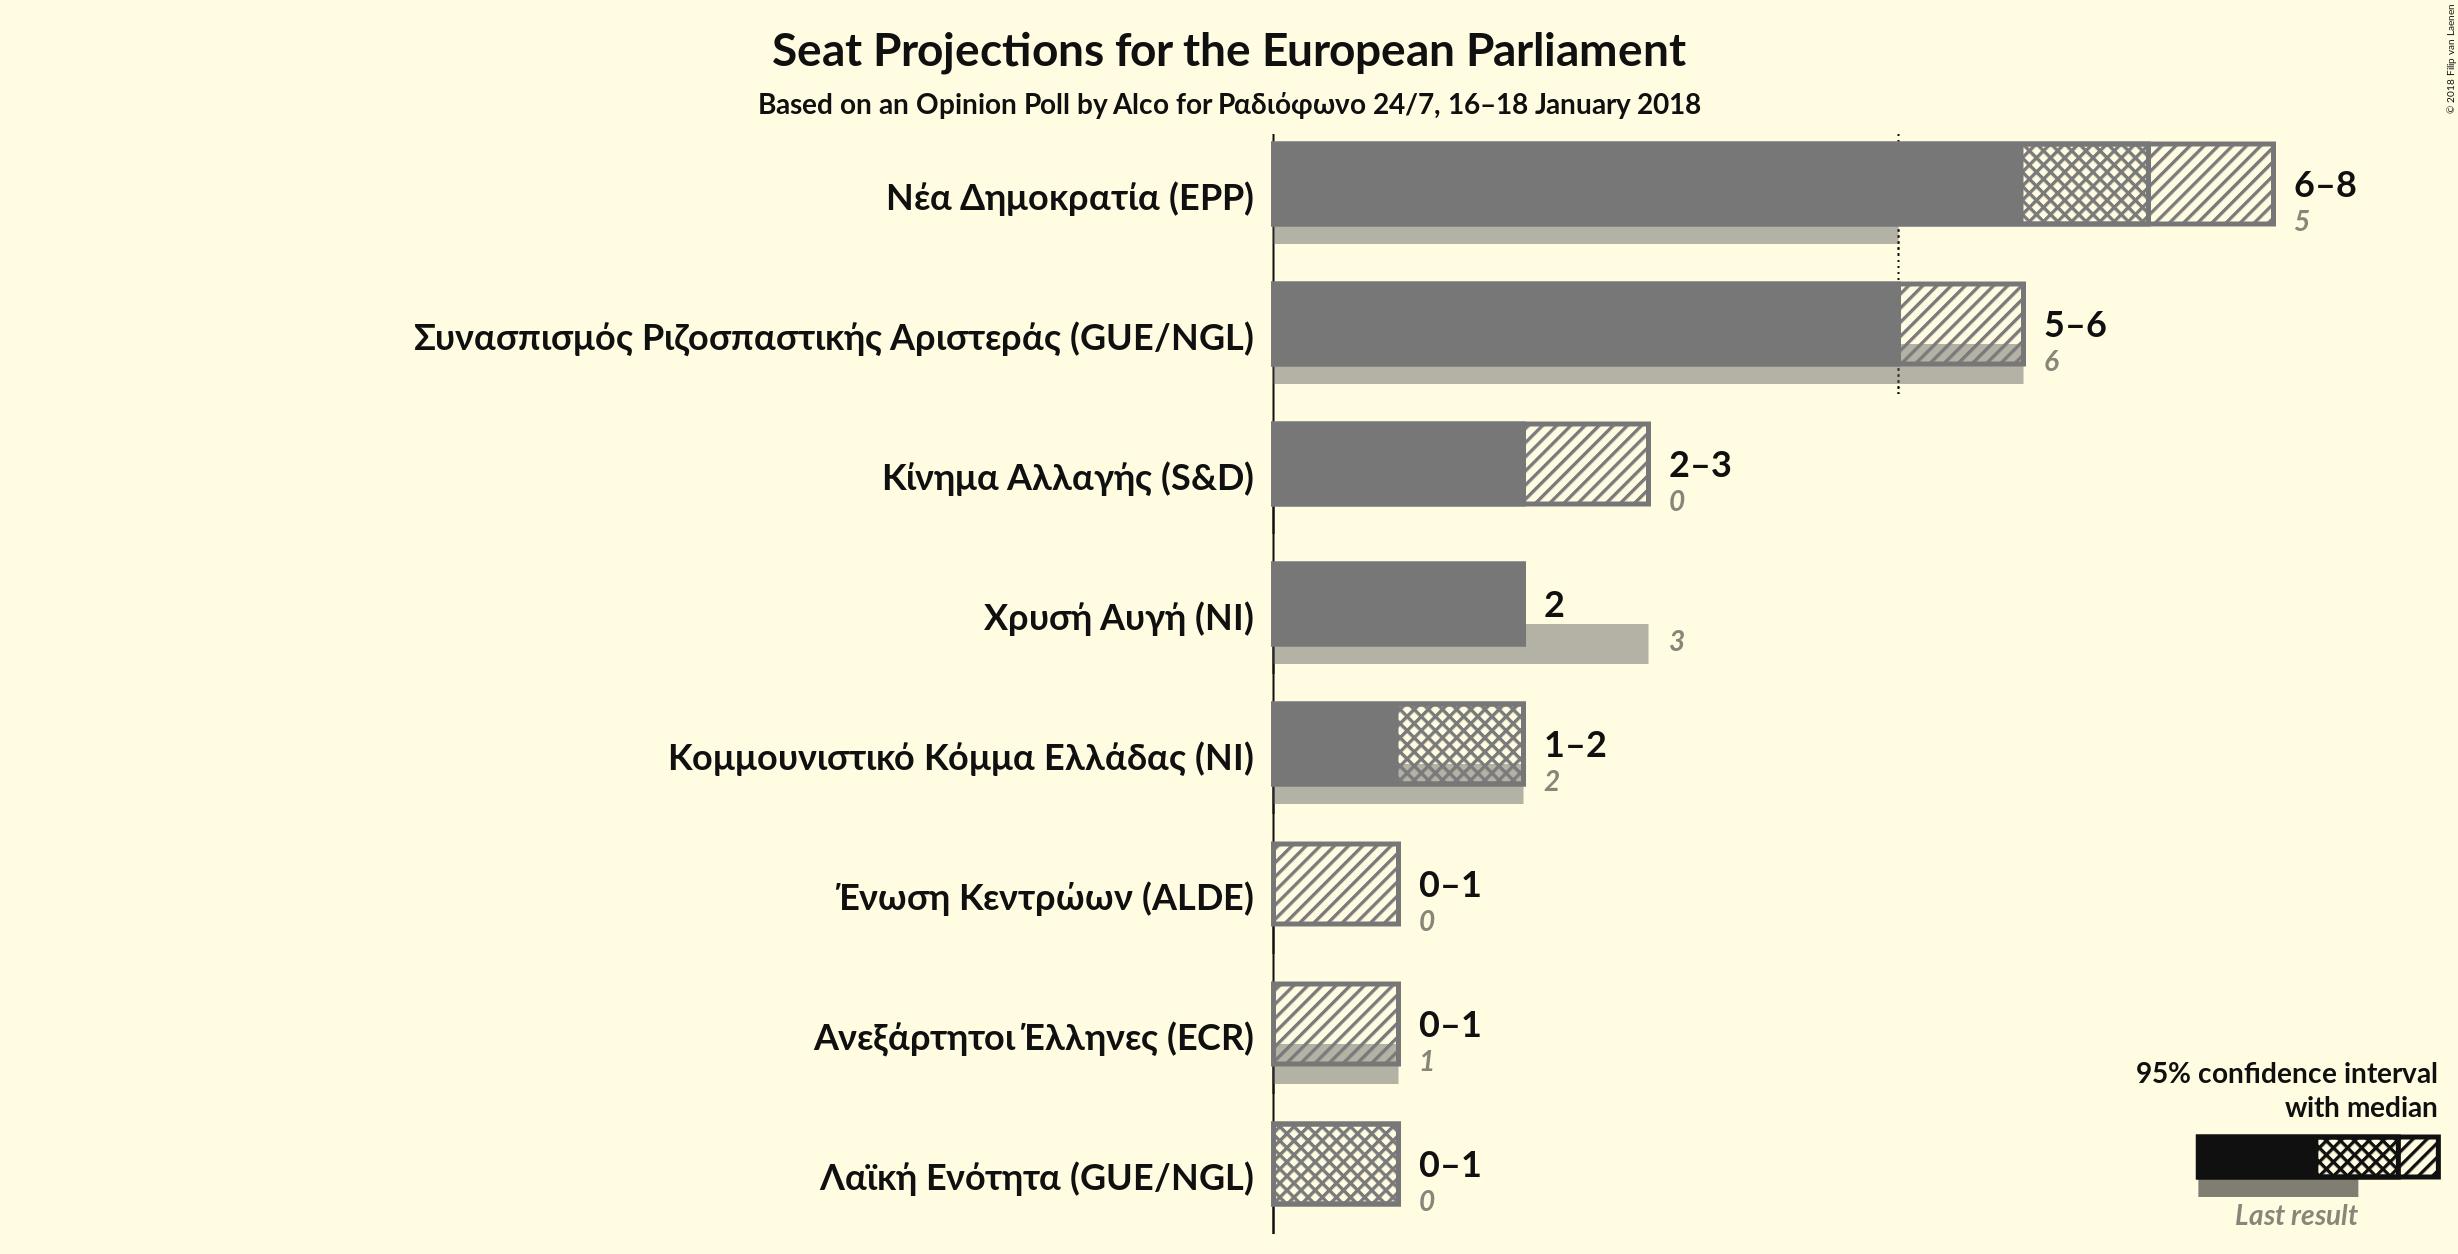 Seat Projections for the European Parliament
Based on an Opinion Poll by Alco for Ραδιόφωνο 24/7, 16–18 January 2018
© 2018 Filip van Laenen
Νέα Δημοκρατία (EPP)
6–8
5
Συνασπισμός Ριζοσπαστικής Αριστεράς (GUE/NGL)
5–6
6
Κίνημα Αλλαγής (S&D)
2–3
0
Χρυσή Αυγή (NI)
2
3
Κομμουνιστικό Κόμμα Ελλάδας (NI)
1–2
2
Ένωση Κεντρώων (ALDE)
0–1
0
Ανεξάρτητοι Έλληνες (ECR)
0–1
1
Λαϊκή Ενότητα (GUE/NGL)
0–1
0
95% confidence interval
with median
Last result